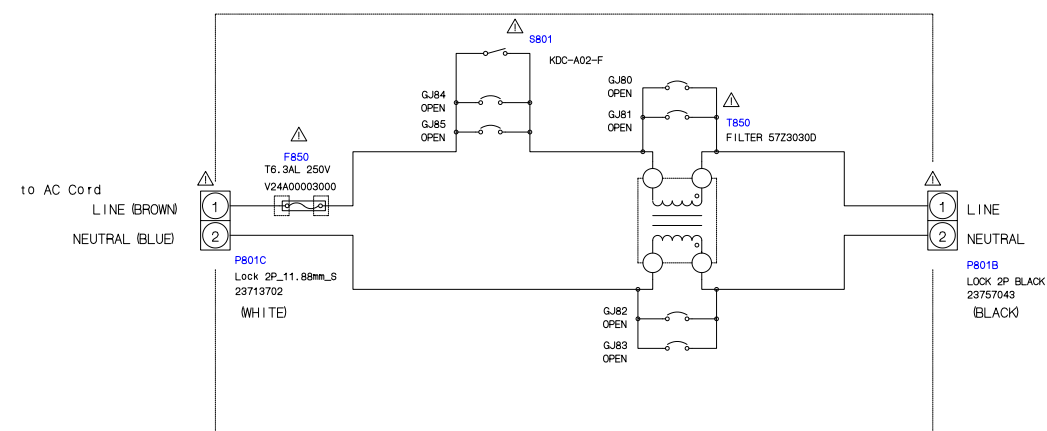 S801
KDC-A02-F
GJ84
OPEN
GJ85
OPEN
GJ80
OPEN
GJ81
OPEN
T850
FILTER 57Z3030D
F850
T6.3AL 250V
V24A00003000
to AC Cord
LINE (BROWN)
NEUTRAL (BLUE)
1
2
P801C
Lock 2P_11.88mm_S
23713702
(WHITE)
1
2
LINE
NEUTRAL
P801B
LOCK 2P BLACK
23757043
(BLACK)
GJ82
OPEN
GJ83
OPEN